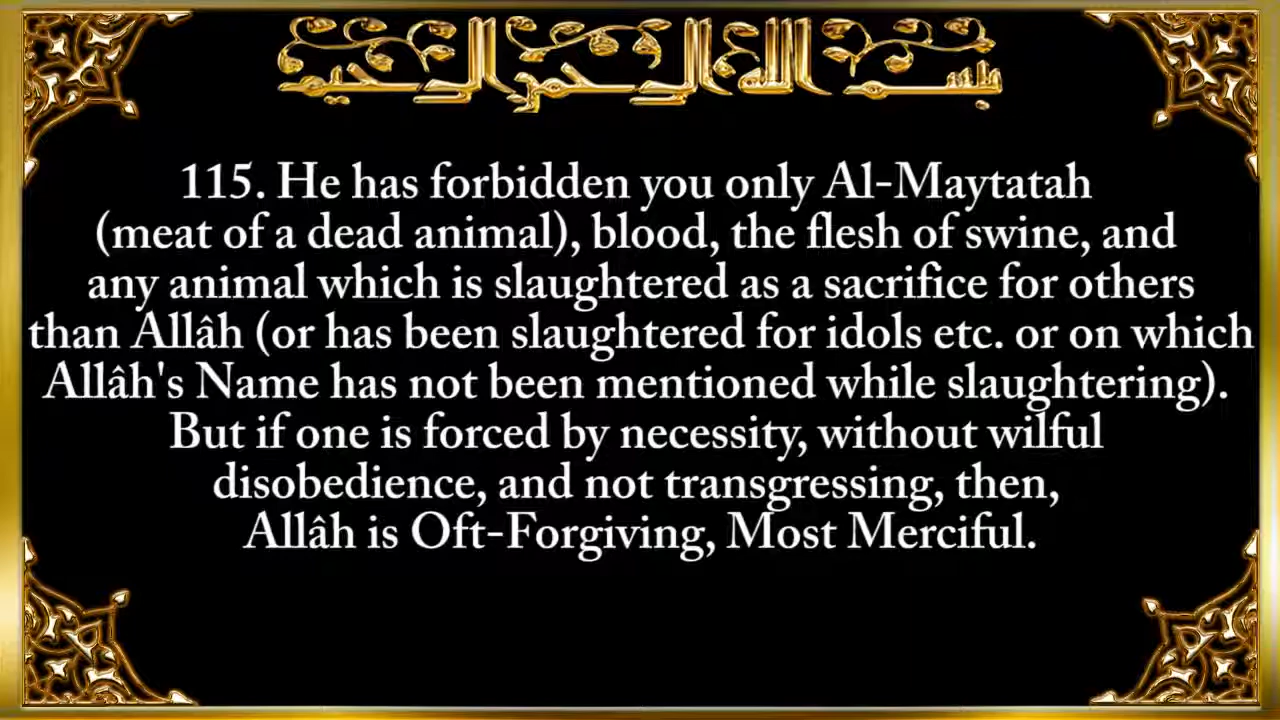 بسم الله الرحمن الرحيم
115. He has forbidden you only Al-Maytatah
(meat of a dead animal), blood, the flesh of swine, and
any animal which is slaughtered as a sacrifice for others
than Allâh (or has been slaughtered for idols etc. or on which
Allâh's Name has not been mentioned while slaughtering).
But if one is forced by necessity, without wilful
disobedience, and not transgressing, then,
Allâh is Oft-Forgiving, Most Merciful.